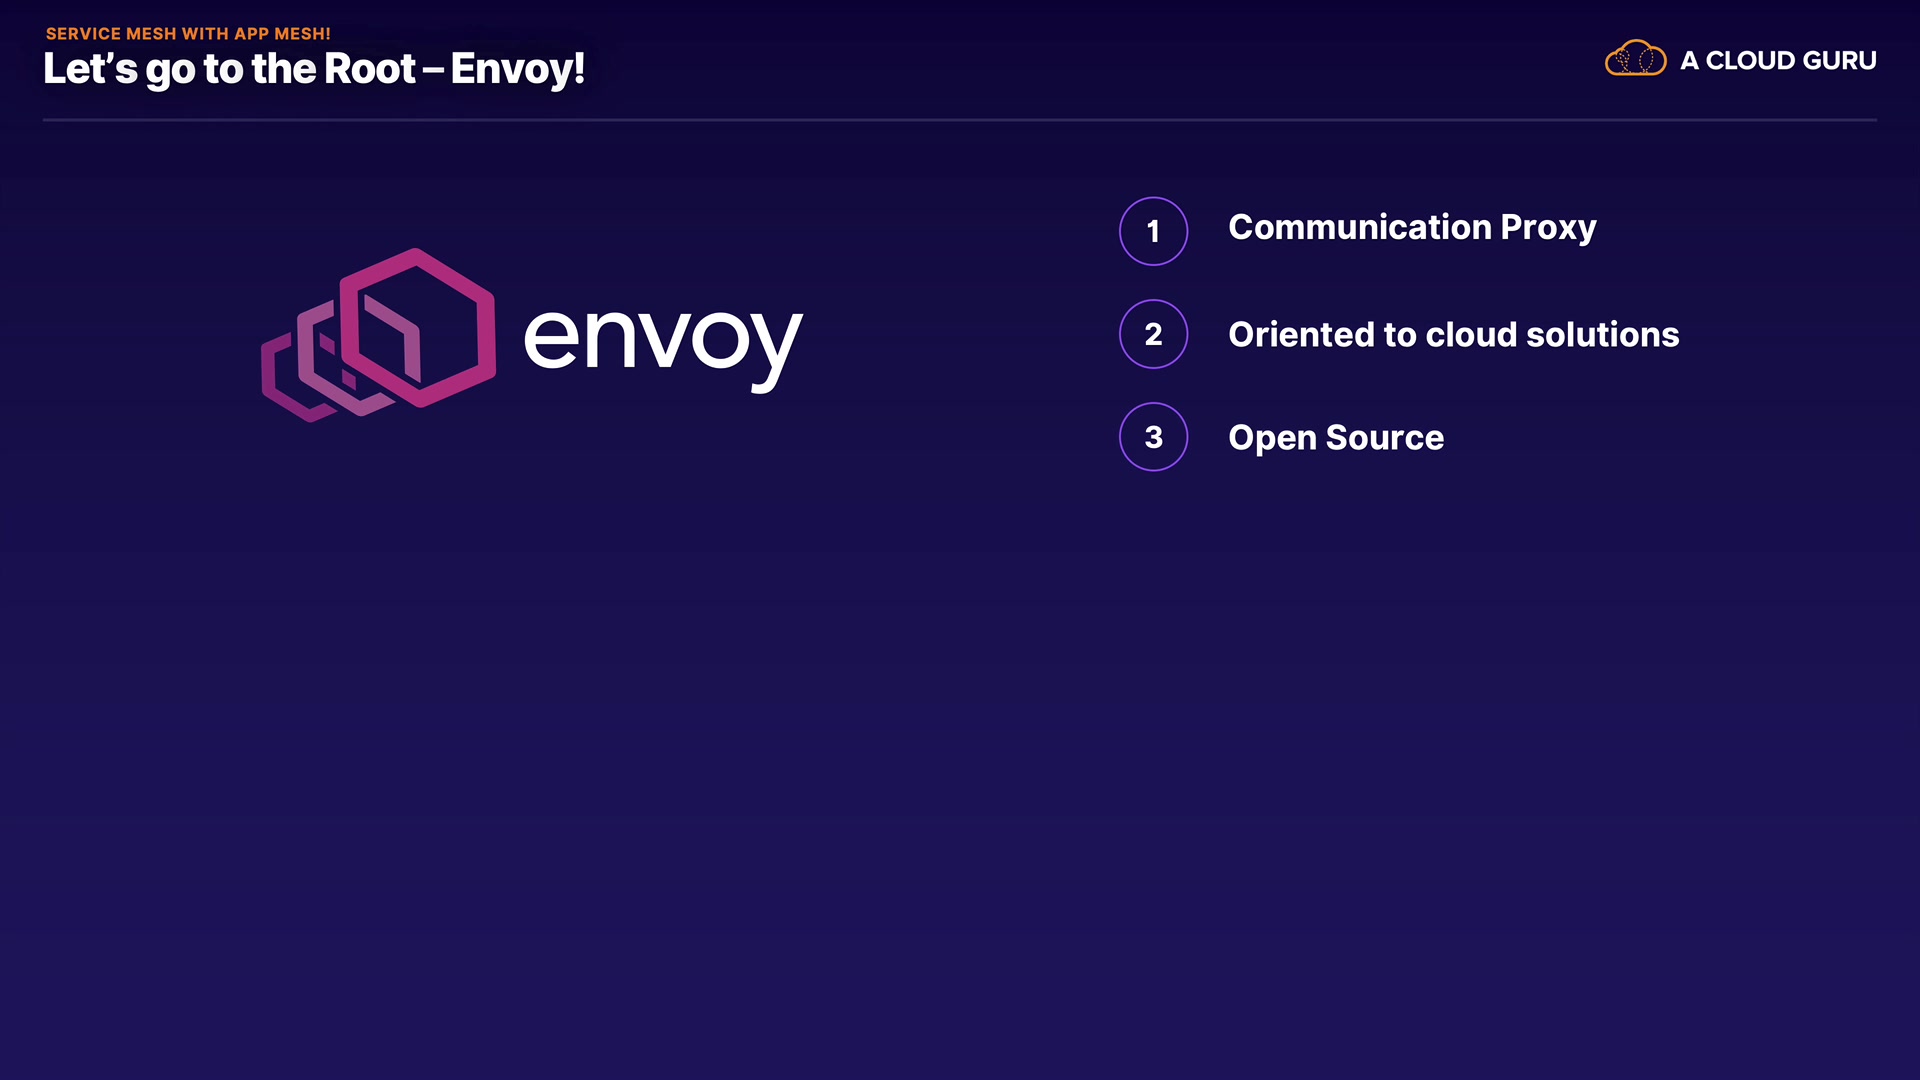 SERVICE MESH WITH APP MESH!
Let’s go to the Root – Envoy!
A CLOUD GURU
envoy
1 Communication Proxy
2 Oriented to cloud solutions
3 Open Source